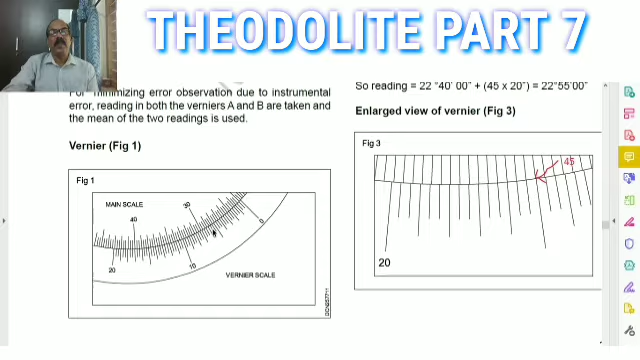 THEODOLITE PART 7
For minimizing error observation due to instrumental
error, reading in both the verniers A and B are taken and
the mean of the two readings is used.
Vernier (Fig 1)
Fig 1
MAIN SCALE
40
30
0
20
10
VERNIER SCALE
So reading = 22 °40' 00" + (45 x 20") = 22°55'00"
Enlarged view of vernier (Fig 3)
Fig 3
45
20